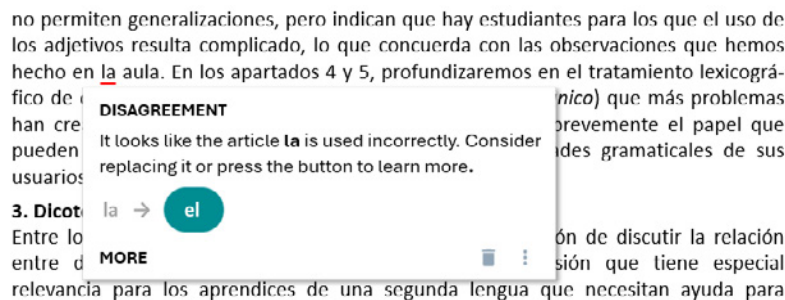 no permiten generalizaciones, pero indican que hay estudiantes para los que el uso de
los adjetivos resulta complicado, lo que concuerda con las observaciones que hemos
hecho en la aula. En los apartados 4 y 5, profundizaremos en el tratamiento lexicográ-
fico de nico) que más problemas
DISAGREEMENT
han cre brevemente el papel que
It looks like the article la is used incorrectly. Consider
pueden des gramaticales de sus
replacing it or press the button to learn more.
usuarios
la → el
3. Dicot
Entre lo ón de discutir la relación
MORE
entre d sión que tiene especial
relevancia para los aprendices de una segunda lengua que necesitan ayuda para